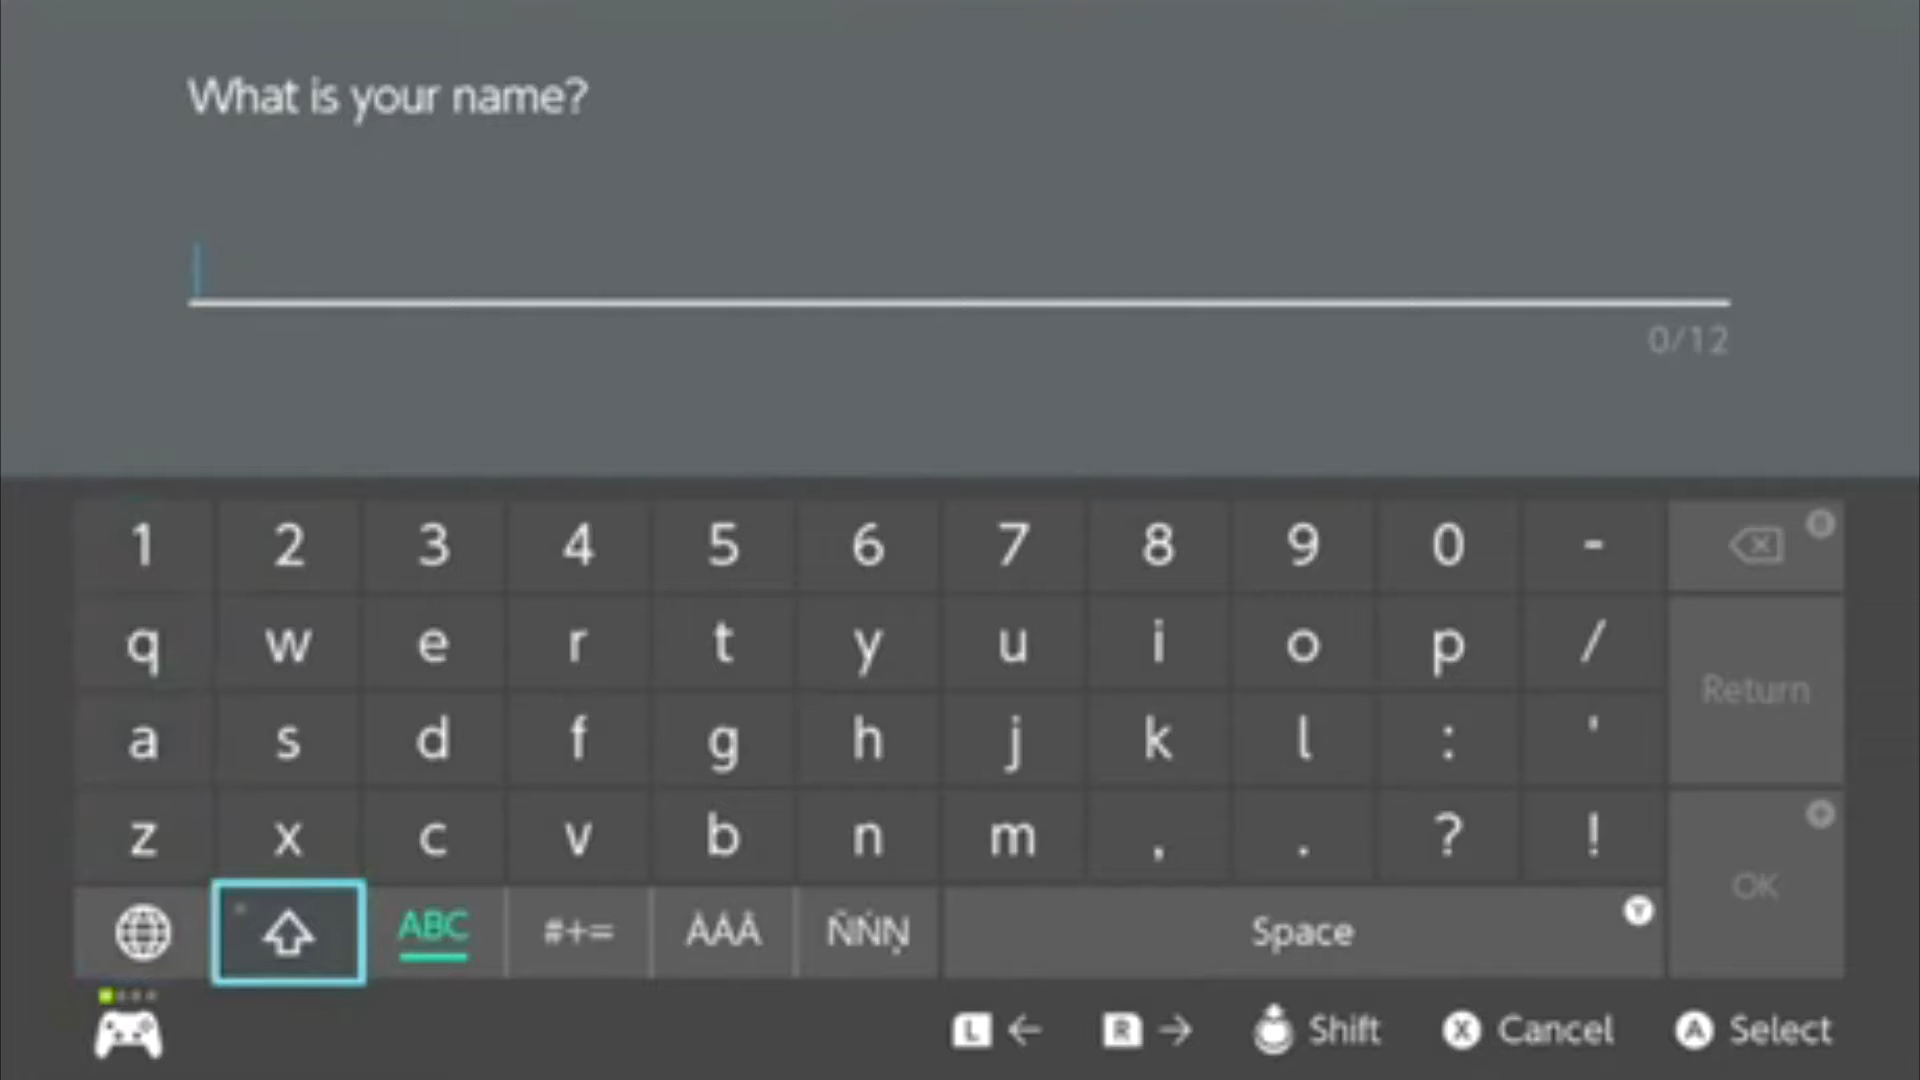 What is your name?
0/12
1 2 3 4 5 6 7 8 9 0 -
q w e r t y u i o p /
Return
a s d f g h j k l : '
z x c v b n m , . ? !
OK
ABC #+= ÀÁÂ ÑŃŅ Space Y
L ← R → Shift X Cancel A Select